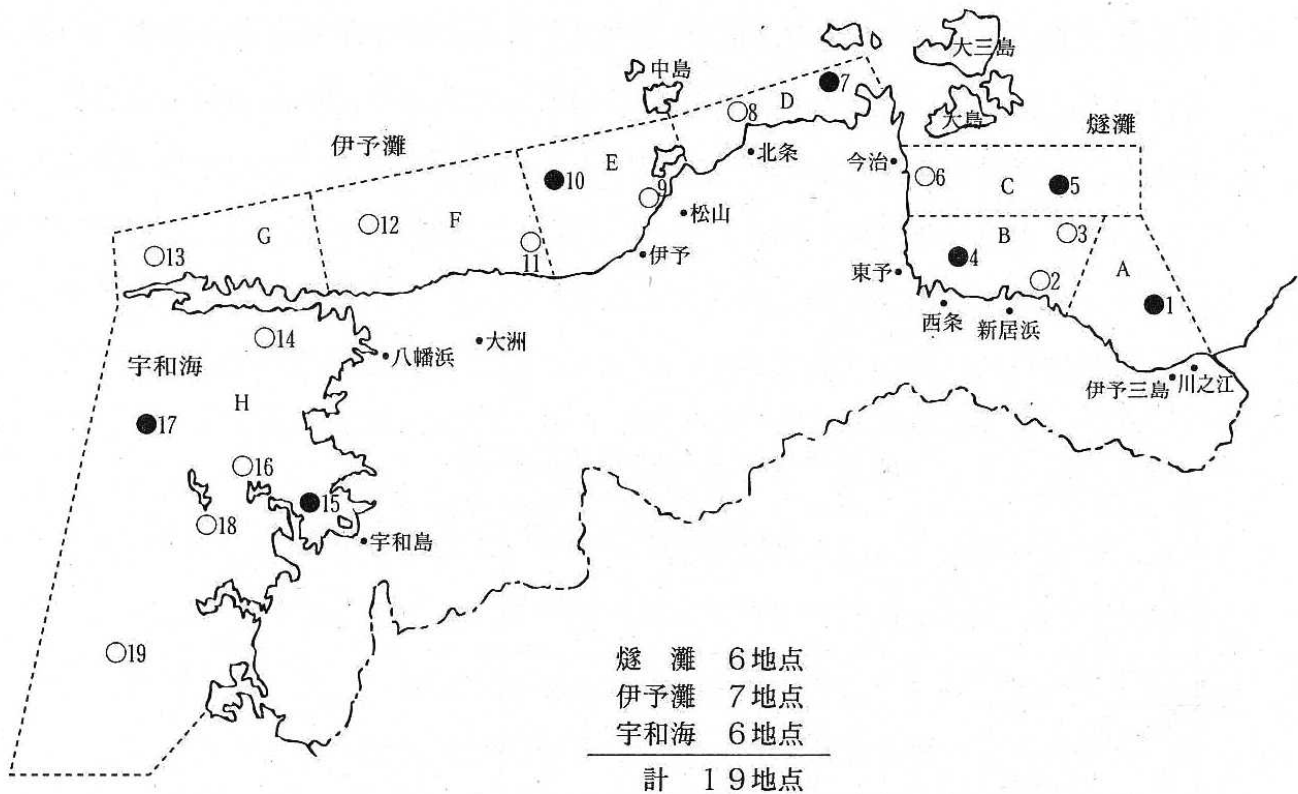 大三島
中島
7
D
8
大島
燧灘
伊予灘
北条
今治
E
10
9
6
C
5
松山
12
F
G
B
3
13
11
伊予
4
東予
2
A
1
西条
新居浜
14
八幡浜
大洲
宇和海
伊予三島
川之江
H
17
16
15
18
宇和島
19
燧灘 6地点
伊予灘 7地点
宇和海 6地点
計 19地点